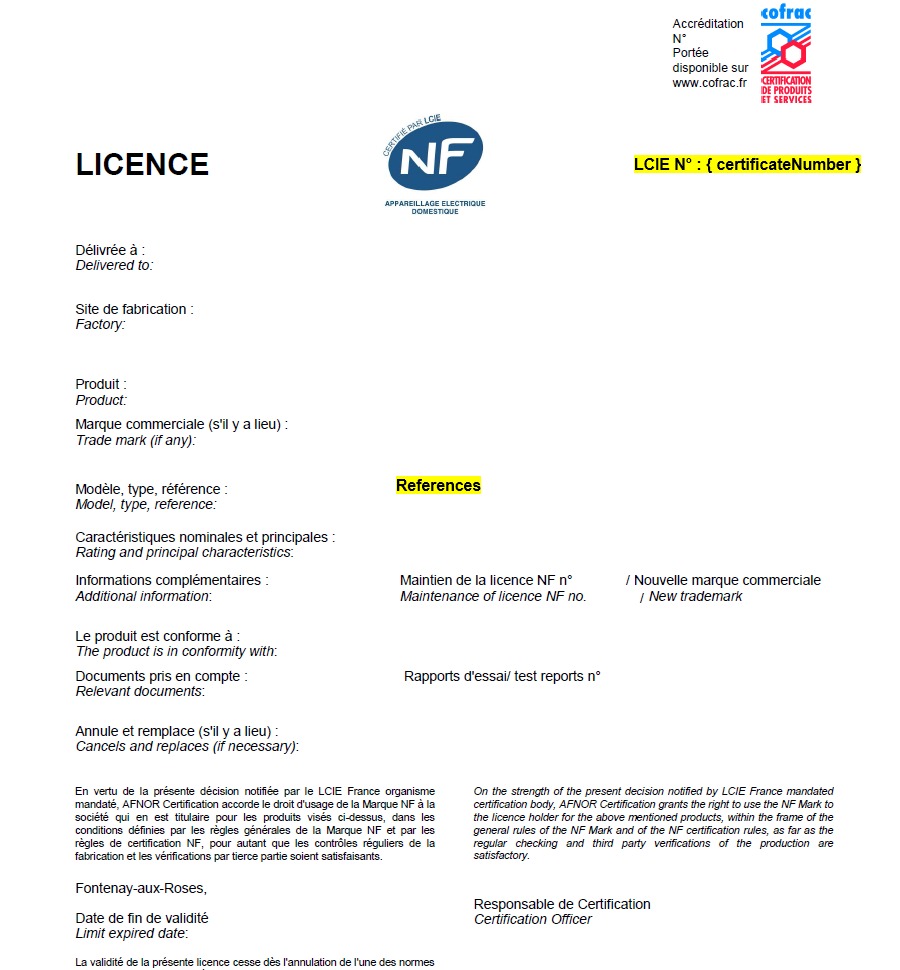 Accréditation
N°
Portée
disponible sur
www.cofrac.fr
cofrac
CERTIFICATION
DE PRODUITS
ET SERVICES
LICENCE
CERTIFIÉ PAR LCIE
NF
APPAREILLAGE ELECTRIQUE
DOMESTIQUE
LCIE N° : { certificateNumber }
Délivrée à :
Delivered to:
Site de fabrication :
Factory:
Produit :
Product:
Marque commerciale (s'il y a lieu) :
Trade mark (if any):
Modèle, type, référence :
Model, type, reference:
References
Caractéristiques nominales et principales :
Rating and principal characteristics:
Informations complémentaires :
Additional information:
Maintien de la licence NF n° / Nouvelle marque commerciale
Maintenance of licence NF no. / New trademark
Le produit est conforme à :
The product is in conformity with:
Documents pris en compte :
Relevant documents:
Rapports d'essai/ test reports n°
Annule et remplace (s'il y a lieu) :
Cancels and replaces (if necessary):
En vertu de la présente décision notifiée par le LCIE France organisme
mandaté, AFNOR Certification accorde le droit d'usage de la Marque NF à la
société qui en est titulaire pour les produits visés ci-dessus, dans les
conditions définies par les règles générales de la Marque NF et par les
règles de certification NF, pour autant que les contrôles réguliers de la
fabrication et les vérifications par tierce partie soient satisfaisants.
On the strength of the present decision notified by LCIE France mandated
certification body, AFNOR Certification grants the right to use the NF Mark to
the licence holder for the above mentioned products, within the frame of the
general rules of the NF Mark and of the NF certification rules, as far as the
regular checking and third party verifications of the production are
satisfactory.
Fontenay-aux-Roses,
Date de fin de validité
Limit expired date:
Responsable de Certification
Certification Officer
La validité de la présente licence cesse dès l'annulation de l'une des normes